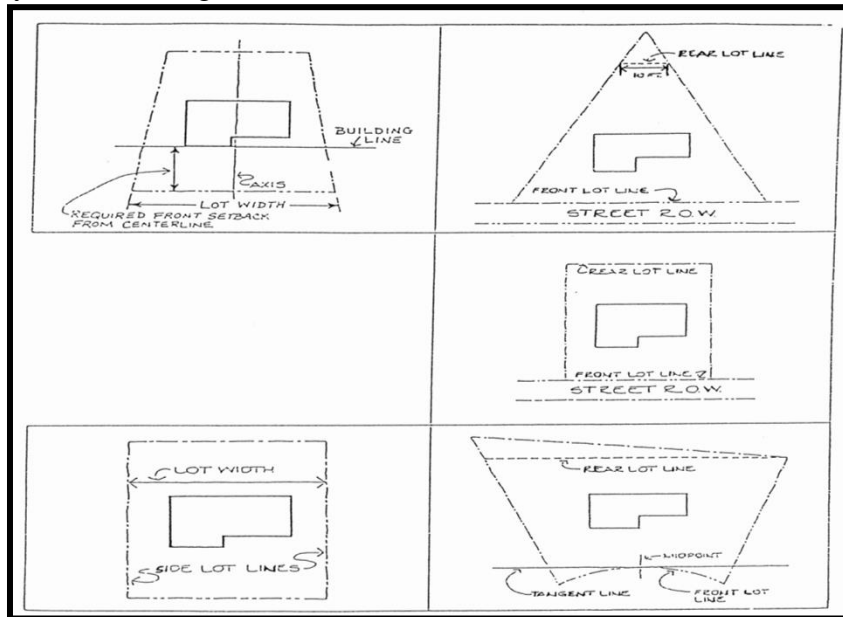 BUILDING
LINE
AXIS
LOT WIDTH
REQUIRED FRONT SETBACK
FROM CENTERLINE
REAR LOT LINE
10 FT.
FRONT LOT LINE
STREET R.O.W.
REAR LOT LINE
FRONT LOT LINE
STREET R.O.W.
LOT WIDTH
SIDE LOT LINES
REAR LOT LINE
MIDPOINT
TANGENT LINE
FRONT LOT
LINE